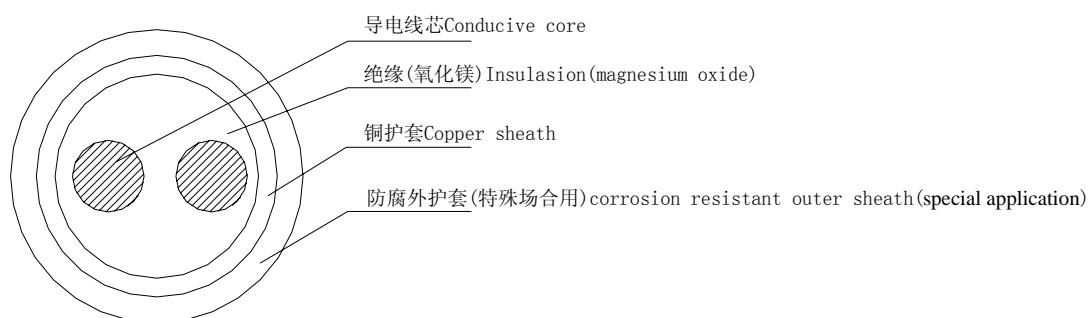 导电线芯Conducive core
绝缘(氧化镁)Insulasion(magnesium oxide)
铜护套Copper sheath
防腐外护套(特殊场合用)corrosion resistant outer sheath(special application)